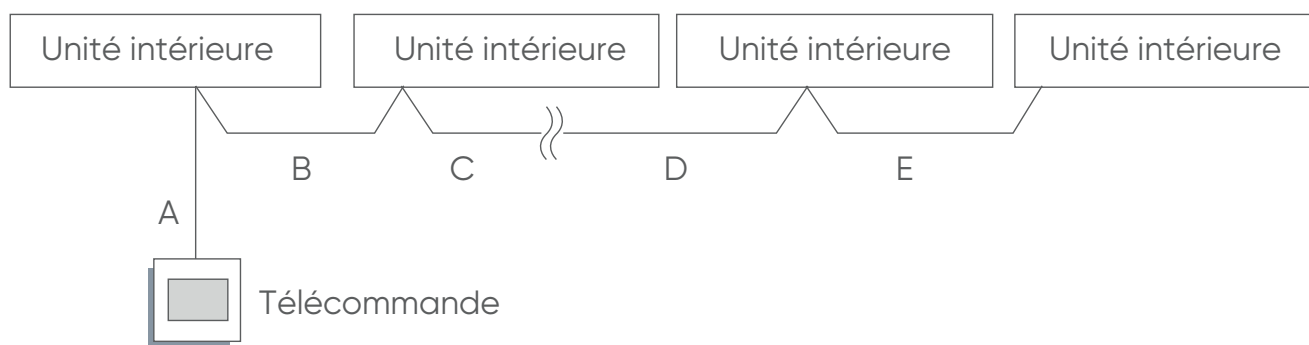 Unité intérieure
Unité intérieure
Unité intérieure
Unité intérieure
B
C
D
E
A
Télécommande